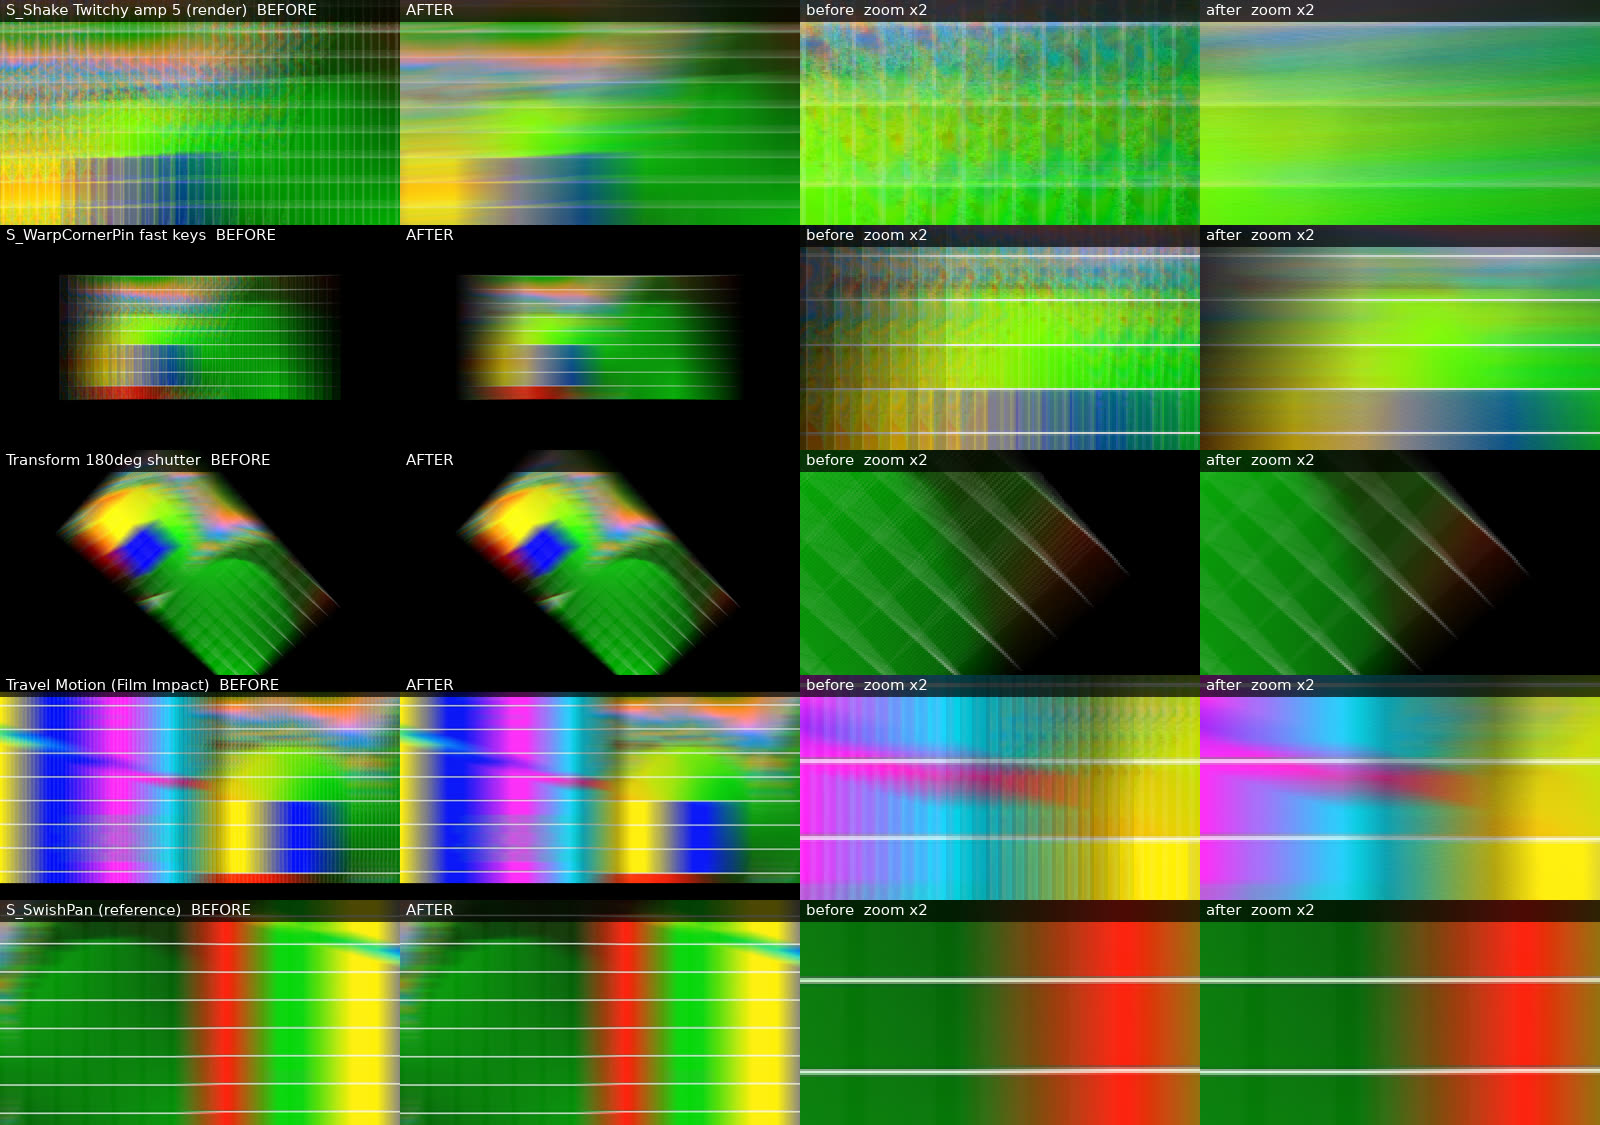 S_Shake Twitchy amp 5 (render)  BEFORE
AFTER
before  zoom x2
after  zoom x2
S_WarpCornerPin fast keys  BEFORE
AFTER
before  zoom x2
after  zoom x2
Transform 180deg shutter  BEFORE
AFTER
before  zoom x2
after  zoom x2
Travel Motion (Film Impact)  BEFORE
AFTER
before  zoom x2
after  zoom x2
S_SwishPan (reference)  BEFORE
AFTER
before  zoom x2
after  zoom x2